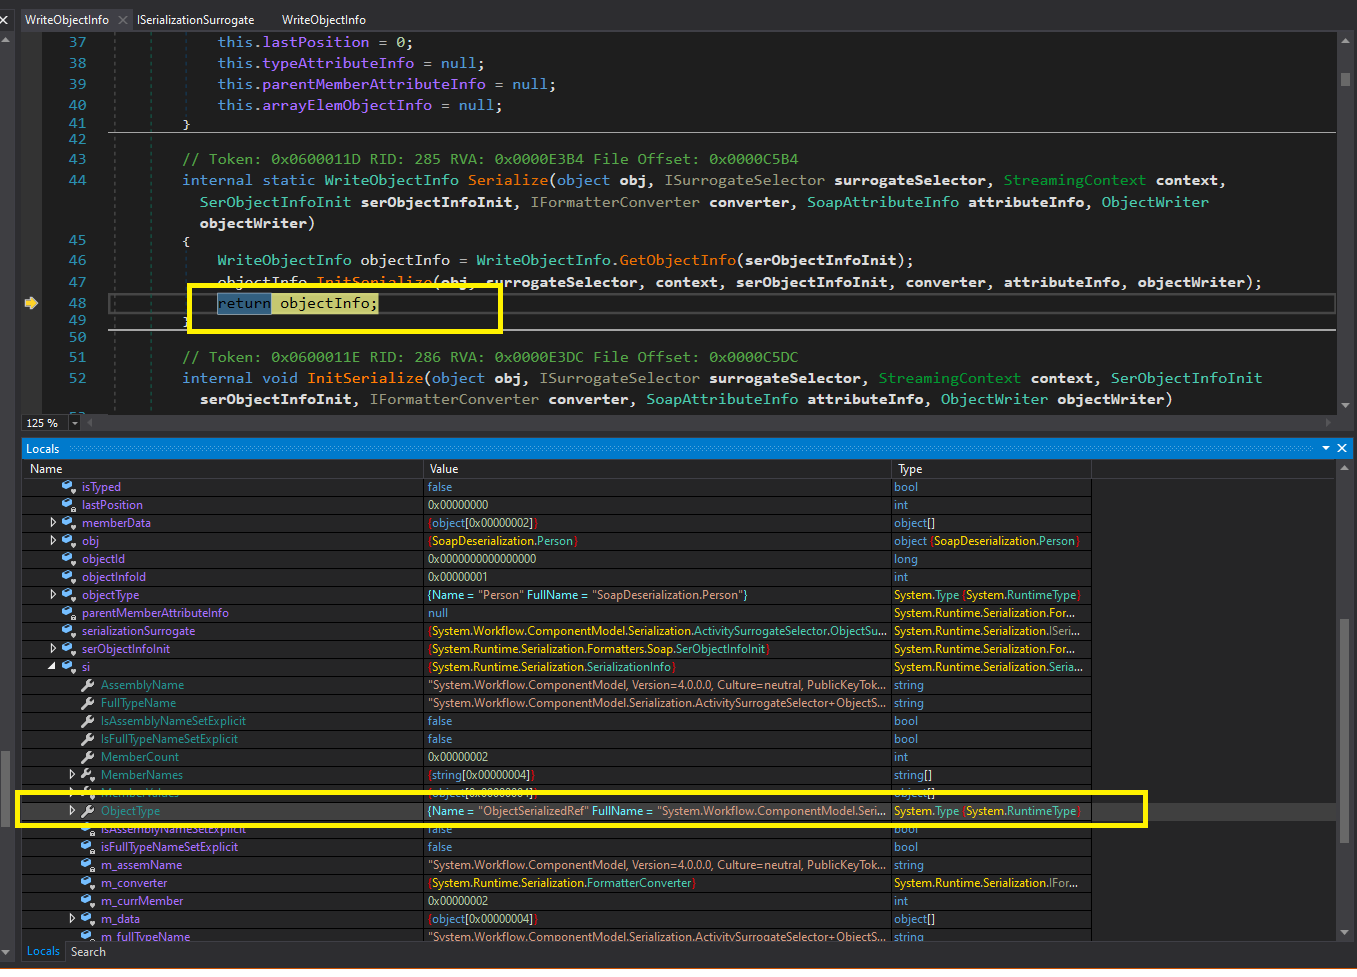 WriteObjectInfo ISerializationSurrogate WriteObjectInfo
37 this.lastPosition = 0;
38 this.typeAttributeInfo = null;
39 this.parentMemberAttributeInfo = null;
40 this.arrayElemObjectInfo = null;
41 }
42
43 // Token: 0x0600011D RID: 285 RVA: 0x0000E3B4 File Offset: 0x0000C5B4
44 internal static WriteObjectInfo Serialize(object obj, ISurrogateSelector surrogateSelector, StreamingContext context,
SerObjectInfoInit serObjectInfoInit, IFormatterConverter converter, SoapAttributeInfo attributeInfo, ObjectWriter
objectWriter)
45 {
46 WriteObjectInfo objectInfo = WriteObjectInfo.GetObjectInfo(serObjectInfoInit);
47 objectInfo.InitSerialize(obj, surrogateSelector, context, serObjectInfoInit, converter, attributeInfo, objectWriter);
48 return objectInfo;
49 }
50
51 // Token: 0x0600011E RID: 286 RVA: 0x0000E3DC File Offset: 0x0000C5DC
52 internal void InitSerialize(object obj, ISurrogateSelector surrogateSelector, StreamingContext context, SerObjectInfoInit
serObjectInfoInit, IFormatterConverter converter, SoapAttributeInfo attributeInfo, ObjectWriter objectWriter)
125 %
Locals
Name Value Type
isTyped false bool
lastPosition 0x00000000 int
memberData {object[0x00000002]} object[]
obj {SoapDeserialization.Person} object {SoapDeserialization.Person}
objectId 0x0000000000000000 long
objectInfoId 0x00000001 int
objectType {Name = "Person" FullName = "SoapDeserialization.Person"} System.Type {System.RuntimeType}
parentMemberAttributeInfo null System.Runtime.Serialization.For...
serializationSurrogate {System.Workflow.ComponentModel.Serialization.ActivitySurrogateSelector.ObjectSu... System.Runtime.Serialization.ISeri...
serObjectInfoInit {System.Runtime.Serialization.Formatters.Soap.SerObjectInfoInit} System.Runtime.Serialization.For...
si {System.Runtime.Serialization.SerializationInfo} System.Runtime.Serialization.Seria...
AssemblyName "System.Workflow.ComponentModel, Version=4.0.0.0, Culture=neutral, PublicKeyTok... string
FullTypeName "System.Workflow.ComponentModel.Serialization.ActivitySurrogateSelector+ObjectS... string
IsAssemblyNameSetExplicit false bool
IsFullTypeNameSetExplicit false bool
MemberCount 0x00000002 int
MemberNames {string[0x00000004]} string[]
MemberValues {object[0x00000004]} object[]
ObjectType {Name = "ObjectSerializedRef" FullName = "System.Workflow.ComponentModel.Seri... System.Type {System.RuntimeType}
isAssemblyNameSetExplicit false bool
isFullTypeNameSetExplicit false bool
m_assemName "System.Workflow.ComponentModel, Version=4.0.0.0, Culture=neutral, PublicKeyTok... string
m_converter {System.Runtime.Serialization.FormatterConverter} System.Runtime.Serialization.IFor...
m_currMember 0x00000002 int
m_data {object[0x00000004]} object[]
m_fullTypeName "System.Workflow.ComponentModel.Serialization.ActivitySurrogateSelector+ObjectS... string
Locals Search